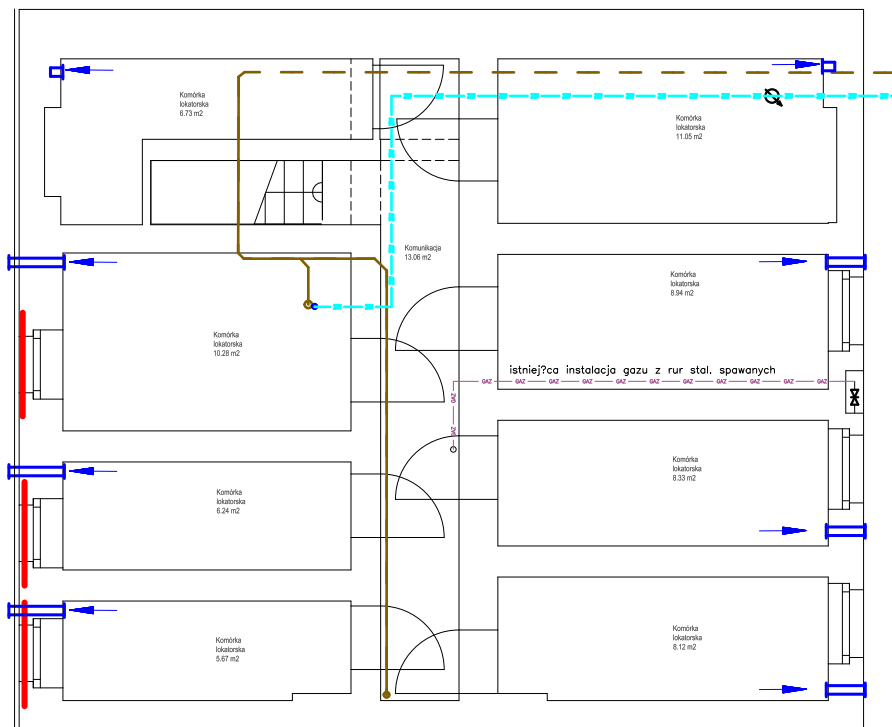 Komórka
lokatorska
6.73 m2
Komórka
lokatorska
11.05 m2
Komunikacja
13.06 m2
Komórka
lokatorska
8.94 m2
Komórka
lokatorska
10.28 m2
istniej?ca instalacja gazu z rur stal. spawanych
GAZ GAZ GAZ GAZ GAZ GAZ GAZ GAZ GAZ GAZ GAZ
GAZ
GAZ
Komórka
lokatorska
8.33 m2
Komórka
lokatorska
6.24 m2
Komórka
lokatorska
5.67 m2
Komórka
lokatorska
8.12 m2